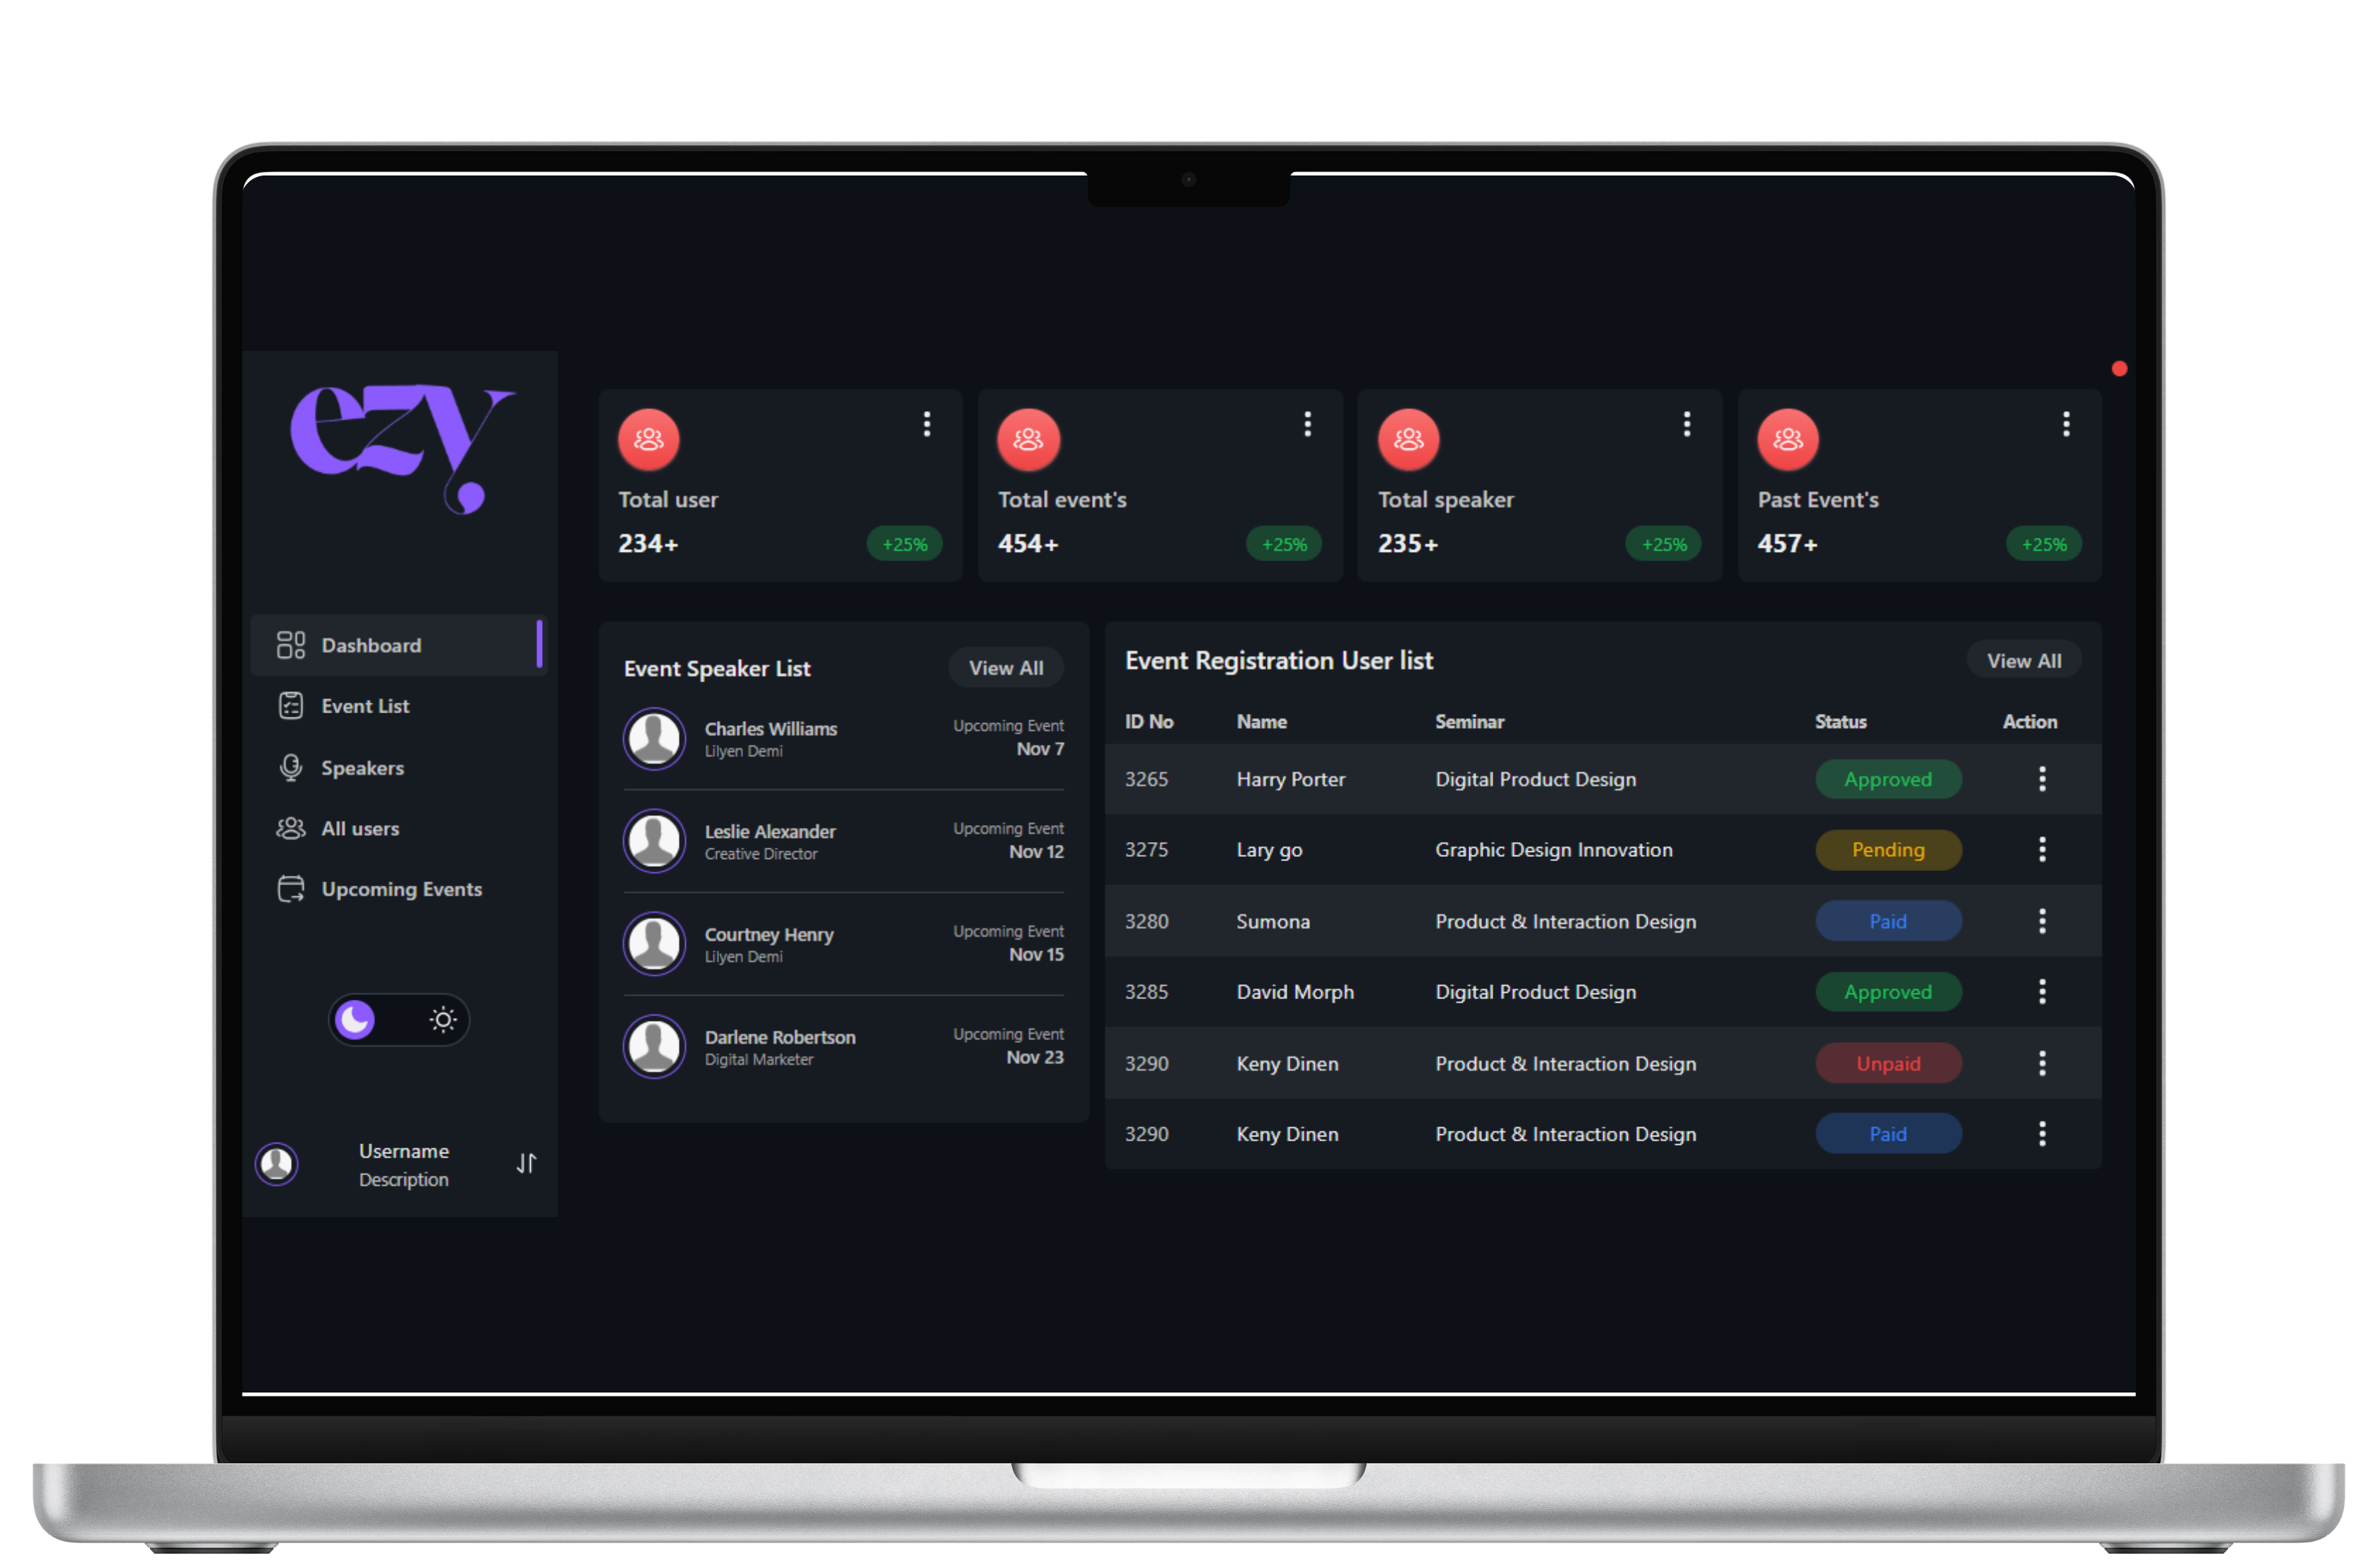 ezy
Dashboard
Event List
Speakers
All users
Upcoming Events
Username
Description
Total user
234+ +25%
Total event's
454+ +25%
Total speaker
235+ +25%
Past Event's
457+ +25%
Event Speaker List View All
Charles Williams Upcoming Event
Lilyen Demi Nov 7
Leslie Alexander Upcoming Event
Creative Director Nov 12
Courtney Henry Upcoming Event
Lilyen Demi Nov 15
Darlene Robertson Upcoming Event
Digital Marketer Nov 23
Event Registration User list View All
ID No Name Seminar Status Action
3265 Harry Porter Digital Product Design Approved
3275 Lary go Graphic Design Innovation Pending
3280 Sumona Product & Interaction Design Paid
3285 David Morph Digital Product Design Approved
3290 Keny Dinen Product & Interaction Design Unpaid
3290 Keny Dinen Product & Interaction Design Paid